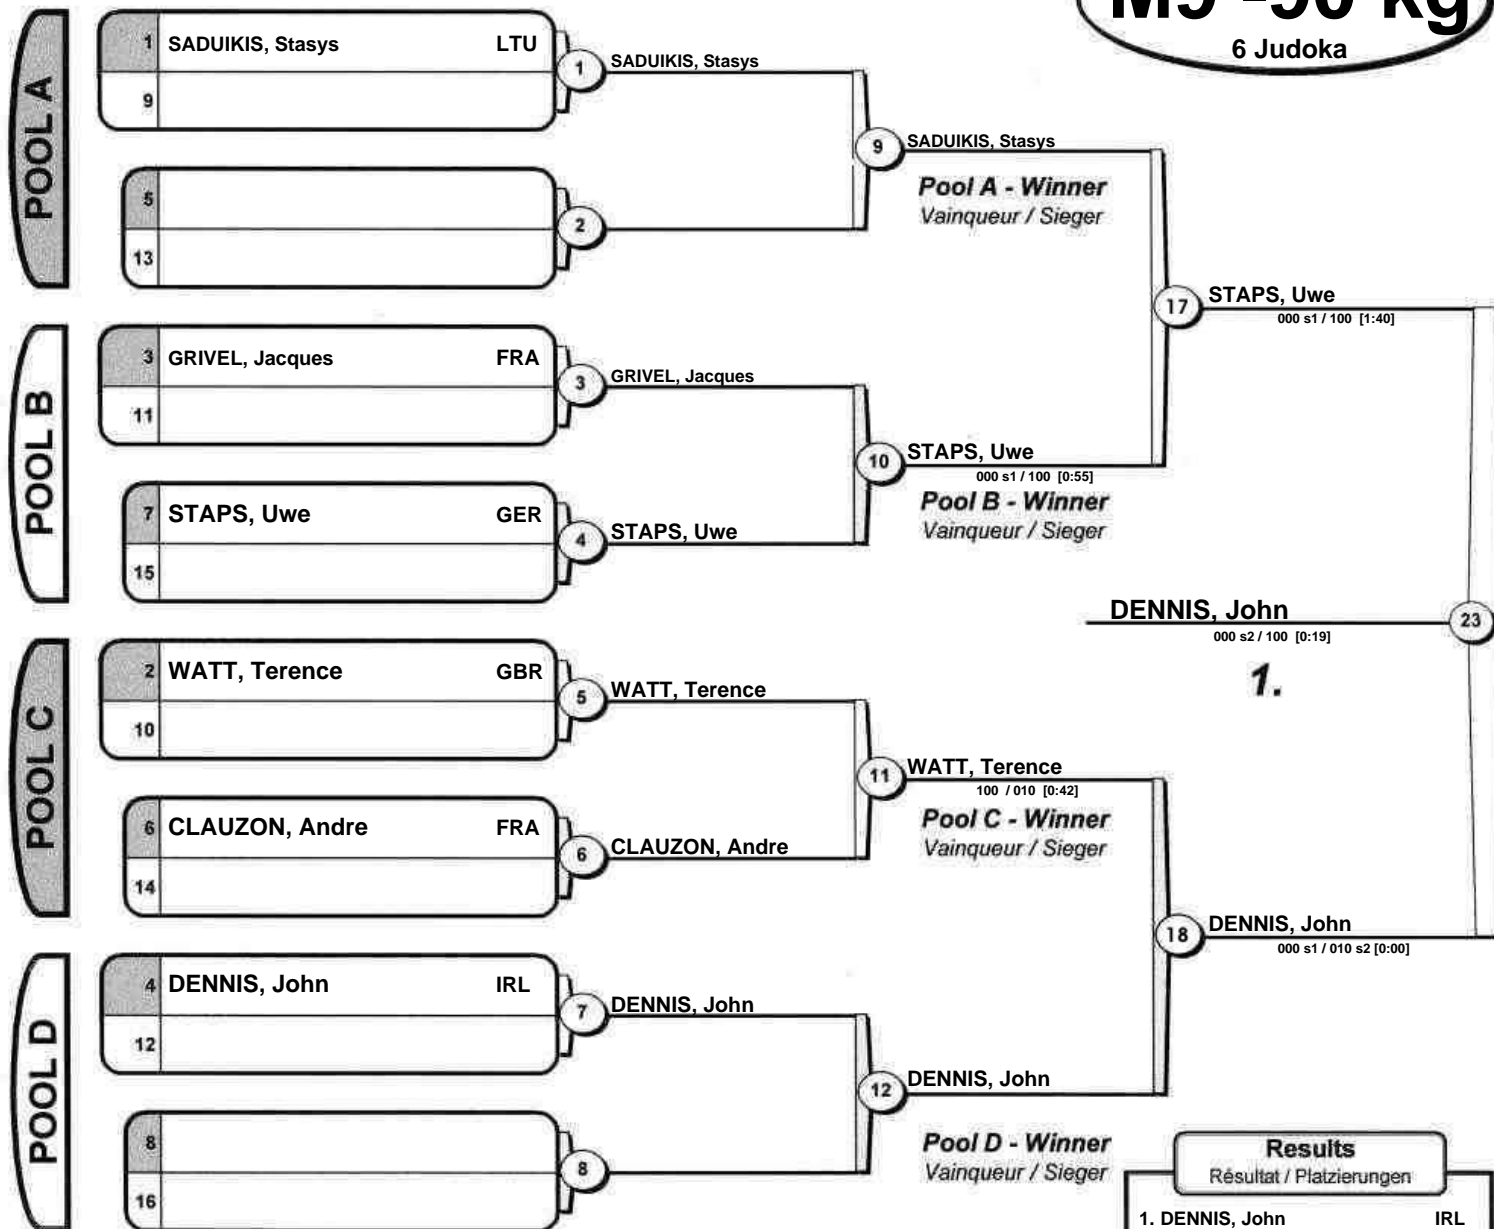 M9 -90 kg
6 Judoka
POOL A
1 SADUIKIS, Stasys LTU
9
5
13
1 SADUIKIS, Stasys
2
9 SADUIKIS, Stasys
Pool A - Winner
Vainqueur / Sieger
POOL B
3 GRIVEL, Jacques FRA
11
7 STAPS, Uwe GER
15
3 GRIVEL, Jacques
4 STAPS, Uwe
10 STAPS, Uwe
000 s1 / 100 [0:55]
Pool B - Winner
Vainqueur / Sieger
17 STAPS, Uwe
000 s1 / 100 [1:40]
DENNIS, John 23
000 s2 / 100 [0:19]
1.
POOL C
2 WATT, Terence GBR
10
6 CLAUZON, Andre FRA
14
5 WATT, Terence
6 CLAUZON, Andre
11 WATT, Terence
100 / 010 [0:42]
Pool C - Winner
Vainqueur / Sieger
18 DENNIS, John
000 s1 / 010 s2 [0:00]
POOL D
4 DENNIS, John IRL
12
8
16
7 DENNIS, John
8
12 DENNIS, John
Pool D - Winner
Vainqueur / Sieger
Results
Résultat / Platzierungen
1. DENNIS, John IRL